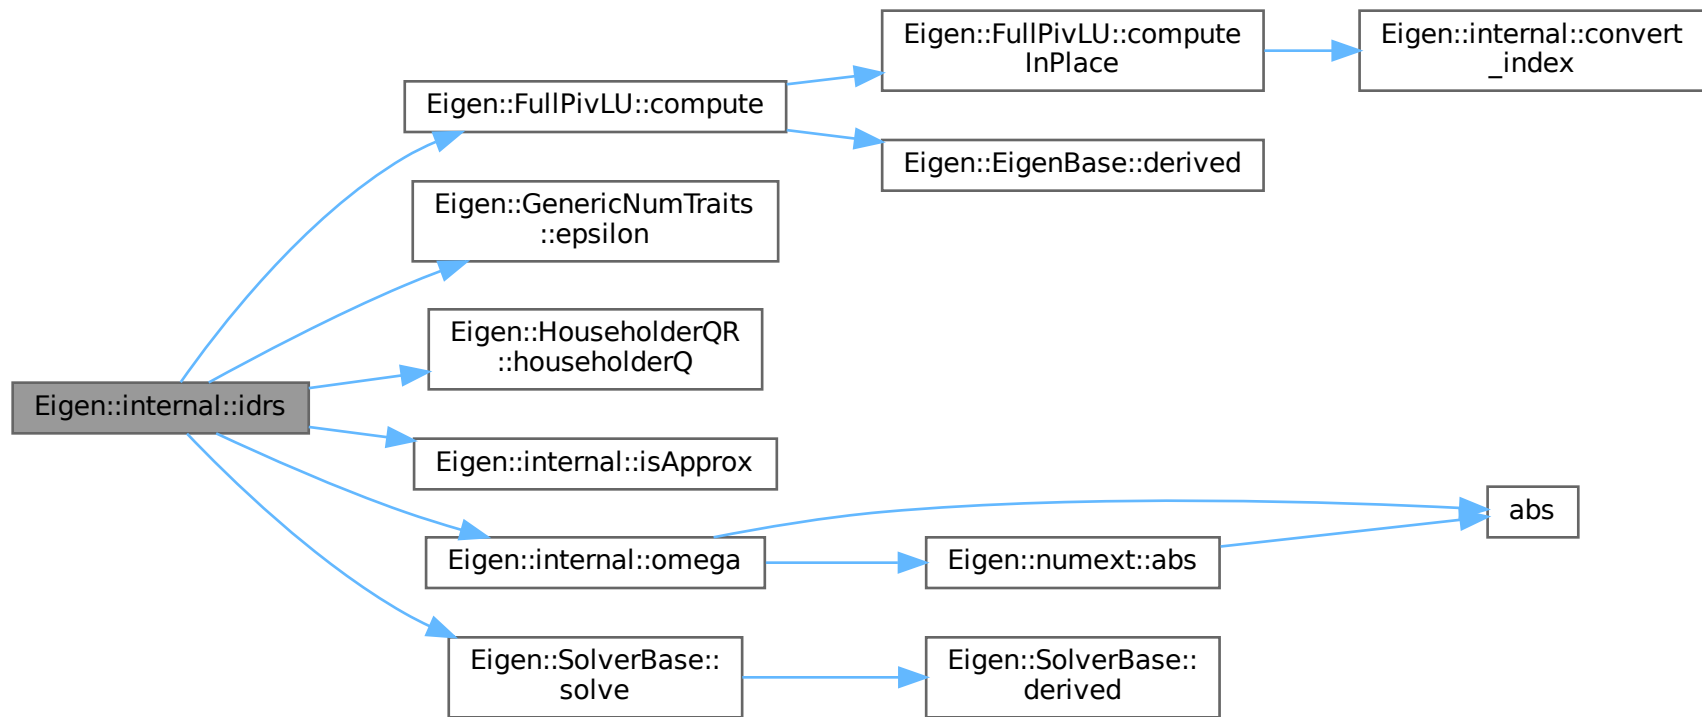 Eigen::internal::idrs
Eigen::FullPivLU::compute
Eigen::GenericNumTraits
::epsilon
Eigen::HouseholderQR
::householderQ
Eigen::internal::isApprox
Eigen::internal::omega
Eigen::SolverBase::
solve
Eigen::FullPivLU::compute
InPlace
Eigen::EigenBase::derived
Eigen::numext::abs
Eigen::SolverBase::
derived
Eigen::internal::convert
_index
abs